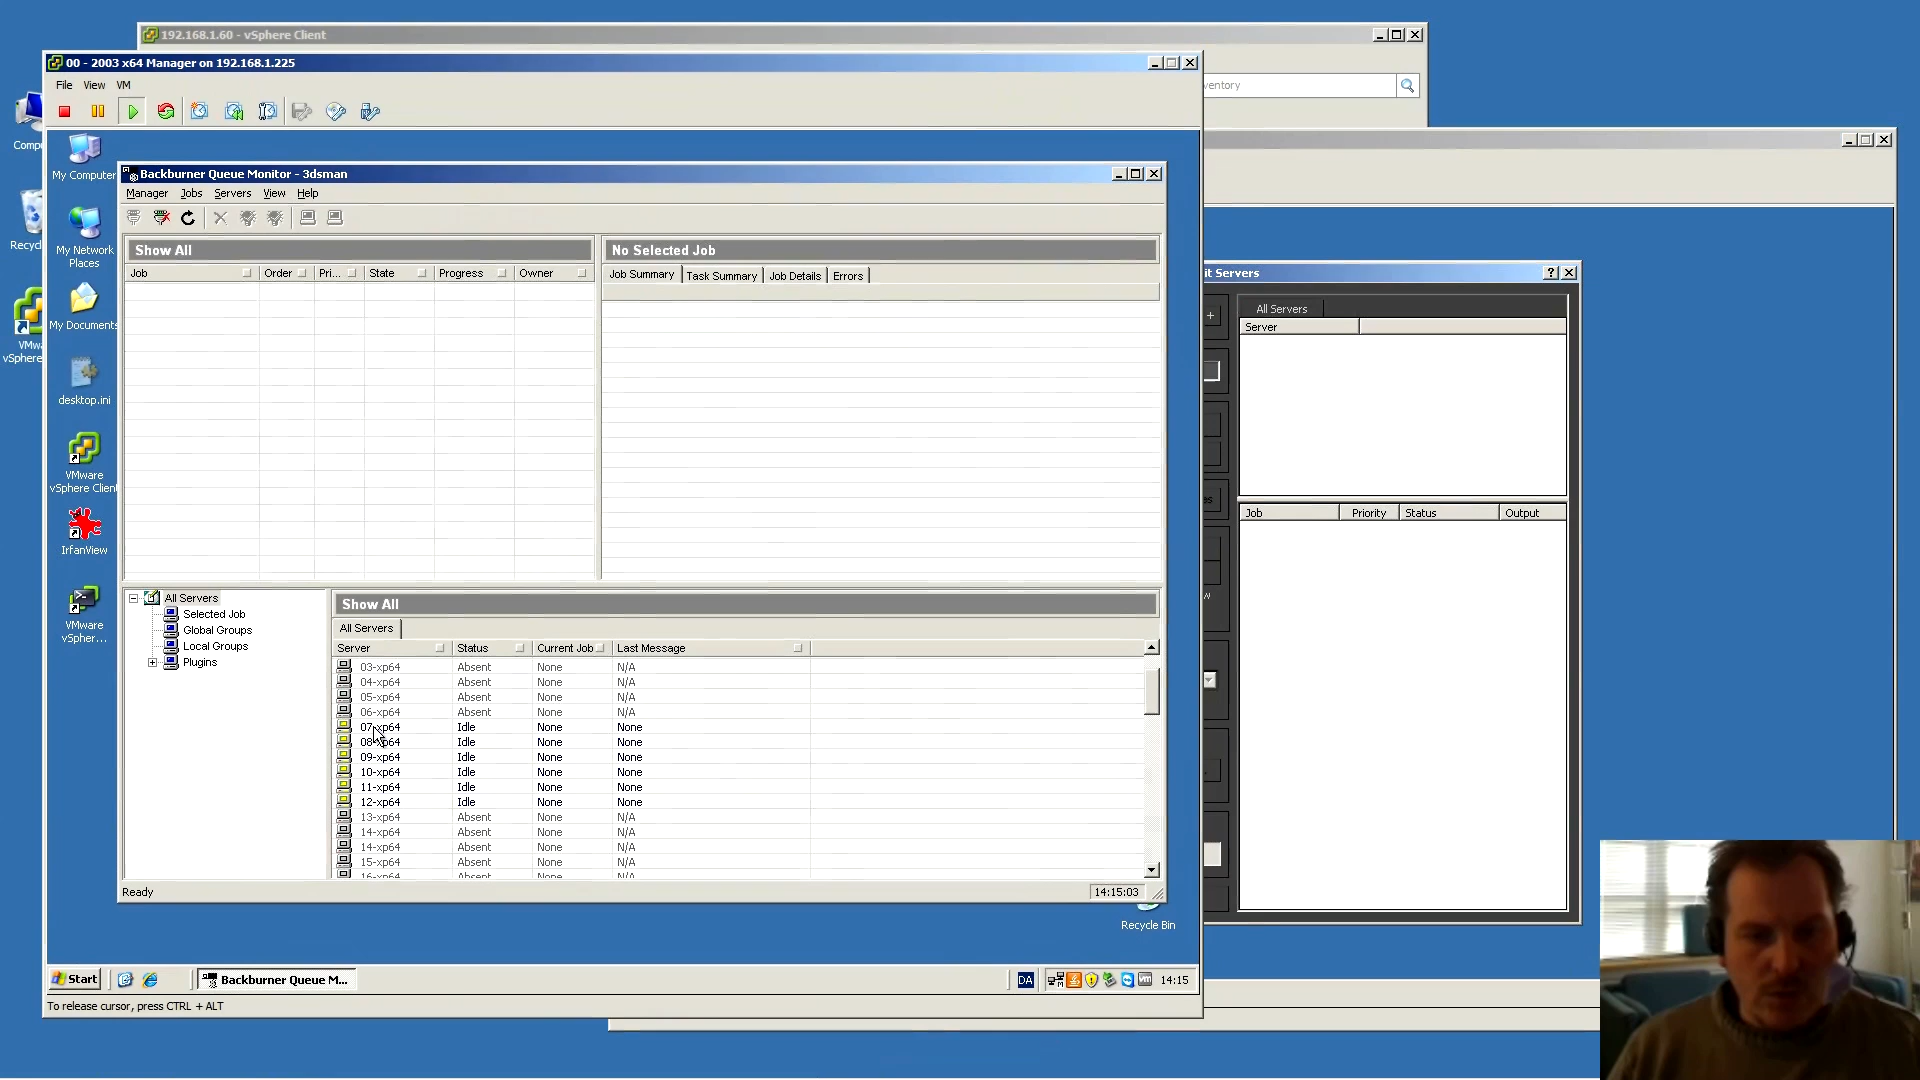 192.168.1.60 - vSphere Client
00 - 2003 x64 Manager on 192.168.1.225
File View VM
ventory
Comp
My Computer
Recycl
My Network
Places
My Documents
VMw
vSphere
desktop.ini
VMware
vSphere Client
IrfanView
VMware
vSpher...
Backburner Queue Monitor - 3dsman
Manager Jobs Servers View Help
Show All
Job Order Pri... State Progress Owner
No Selected Job
Job Summary Task Summary Job Details Errors
All Servers
Selected Job
Global Groups
Local Groups
Plugins
Show All
All Servers
Server Status Current Job Last Message
03-xp64 Absent None N/A
04-xp64 Absent None N/A
05-xp64 Absent None N/A
06-xp64 Absent None N/A
07-xp64 Idle None None
08-xp64 Idle None None
09-xp64 Idle None None
10-xp64 Idle None None
11-xp64 Idle None None
12-xp64 Idle None None
13-xp64 Absent None N/A
14-xp64 Absent None N/A
14-xp64 Absent None N/A
15-xp64 Absent None N/A
16-xp64 Absent None N/A
Ready 14:15:03
Recycle Bin
Start Backburner Queue M... DA 14:15
To release cursor, press CTRL + ALT
it Servers
All Servers
Server
Job Priority Status Output